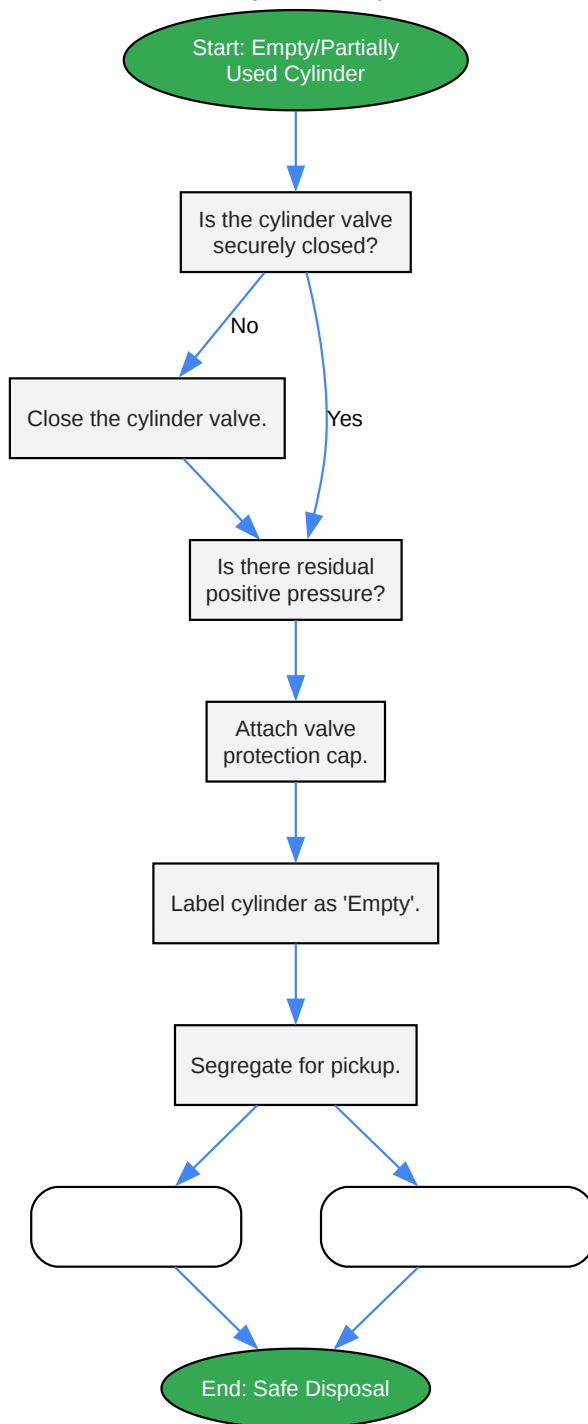 Start: Empty/Partially
Used Cylinder
Is the cylinder valve
securely closed?
No
Close the cylinder valve.
Yes
Is there residual
positive pressure?
Attach valve
protection cap.
Label cylinder as 'Empty'.
Segregate for pickup.
End: Safe Disposal